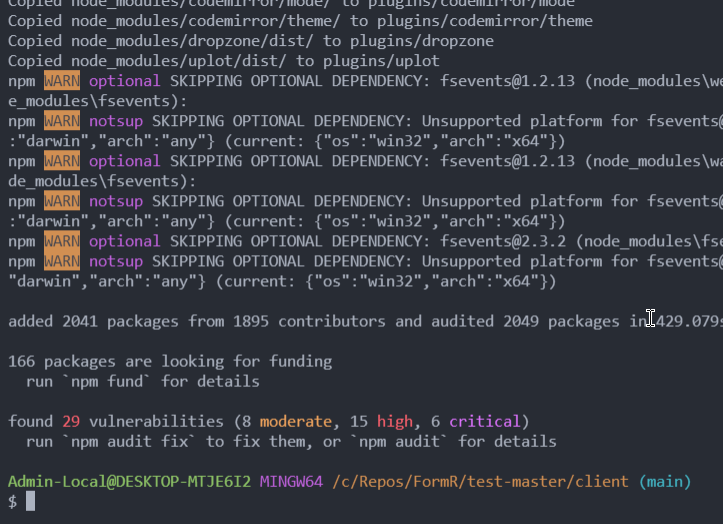 Copied node_modules/codemirror/mode/ to plugins/codemirror/mode
Copied node_modules/codemirror/theme/ to plugins/codemirror/theme
Copied node_modules/dropzone/dist/ to plugins/dropzone
Copied node_modules/uplot/dist/ to plugins/uplot
npm WARN optional SKIPPING OPTIONAL DEPENDENCY: fsevents@1.2.13 (node_modules\we
e_modules\fsevents):
npm WARN notsup SKIPPING OPTIONAL DEPENDENCY: Unsupported platform for fsevents@
:"darwin","arch":"any"} (current: {"os":"win32","arch":"x64"})
npm WARN optional SKIPPING OPTIONAL DEPENDENCY: fsevents@1.2.13 (node_modules\wa
de_modules\fsevents):
npm WARN notsup SKIPPING OPTIONAL DEPENDENCY: Unsupported platform for fsevents@
:"darwin","arch":"any"} (current: {"os":"win32","arch":"x64"})
npm WARN optional SKIPPING OPTIONAL DEPENDENCY: fsevents@2.3.2 (node_modules\fse
npm WARN notsup SKIPPING OPTIONAL DEPENDENCY: Unsupported platform for fsevents@
"darwin","arch":"any"} (current: {"os":"win32","arch":"x64"})
added 2041 packages from 1895 contributors and audited 2049 packages in 429.079s
166 packages are looking for funding
run `npm fund` for details
found 29 vulnerabilities (8 moderate, 15 high, 6 critical)
run `npm audit fix` to fix them, or `npm audit` for details
Admin-Local@DESKTOP-MTJE6I2 MINGW64 /c/Repos/FormR/test-master/client (main)
$